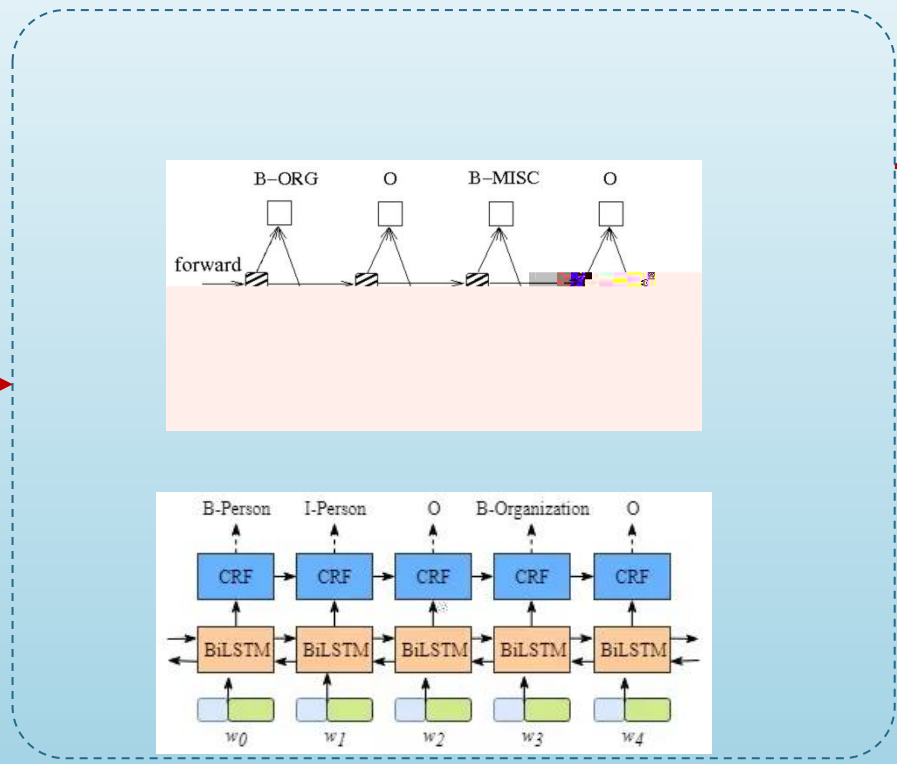 B-ORG O B-MISC O
forward
B-Person I-Person O B-Organization O
CRF CRF CRF CRF CRF
BiLSTM BiLSTM BiLSTM BiLSTM BiLSTM
w0 w1 w2 w3 w4